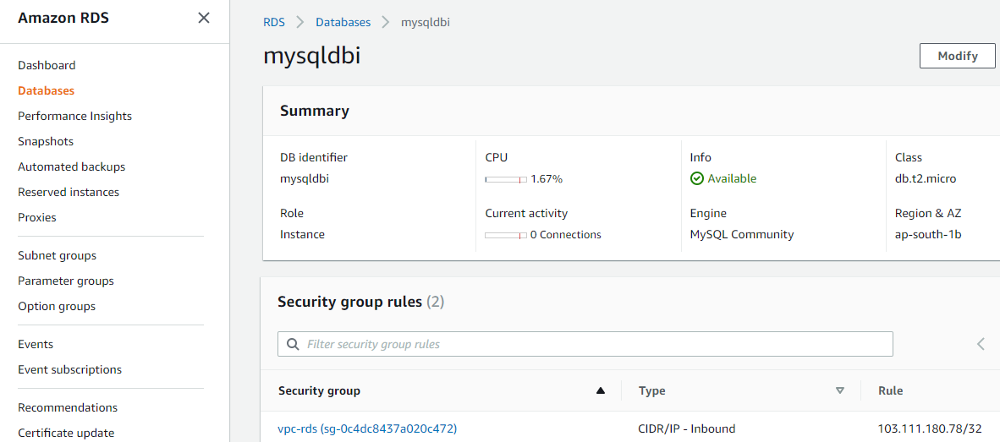 Amazon RDS
Dashboard
Databases
Performance Insights
Snapshots
Automated backups
Reserved instances
Proxies
Subnet groups
Parameter groups
Option groups
Events
Event subscriptions
Recommendations
Certificate update
RDS > Databases > mysqldbi
mysqldbi
Modify
Summary
DB identifier CPU Info Class
mysqldbi 1.67% Available db.t2.micro
Role Current activity Engine Region & AZ
Instance 0 Connections MySQL Community ap-south-1b
Security group rules (2)
Filter security group rules
Security group Type Rule
vpc-rds (sg-0c4dc8437a020c472) CIDR/IP - Inbound 103.111.180.78/32